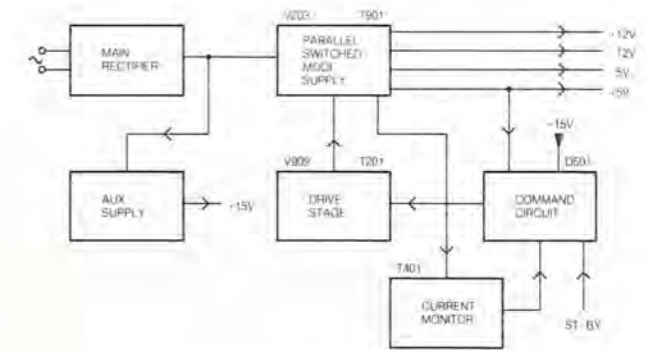 V203 T901
MAIN
RECTIFIER
PARALLEL
SWITCHED
MODE
SUPPLY
-12V
12V
5V
-5V
-15V
V909 T201
D501
AUX
SUPPLY
+15V
DRIVE
STAGE
COMMAND
CIRCUIT
T401
CURRENT
MONITOR
ST-BY